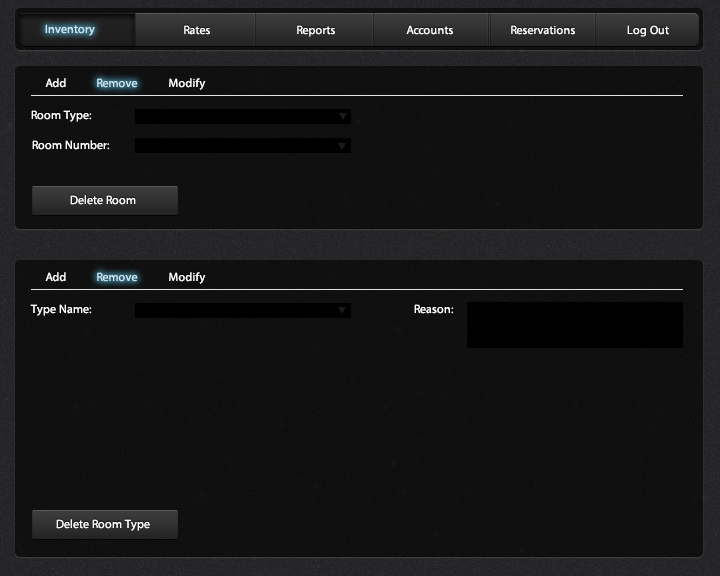 Inventory Rates Reports Accounts Reservations Log Out
Add Remove Modify
Room Type:
Room Number:
Delete Room
Add Remove Modify
Type Name: Reason:
Delete Room Type